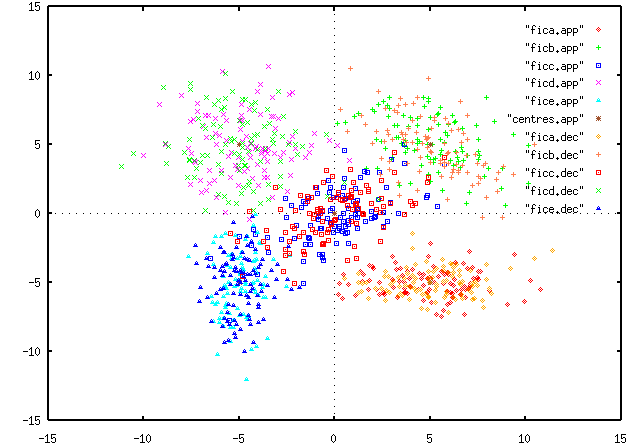 15
10
5
0
-5
-10
-15
-15
-10
-5
0
5
10
15
"fica.app"
"ficb.app"
"ficc.app"
"ficd.app"
"fice.app"
"centres.app"
"fica.dec"
"ficb.dec"
"ficc.dec"
"ficd.dec"
"fice.dec"